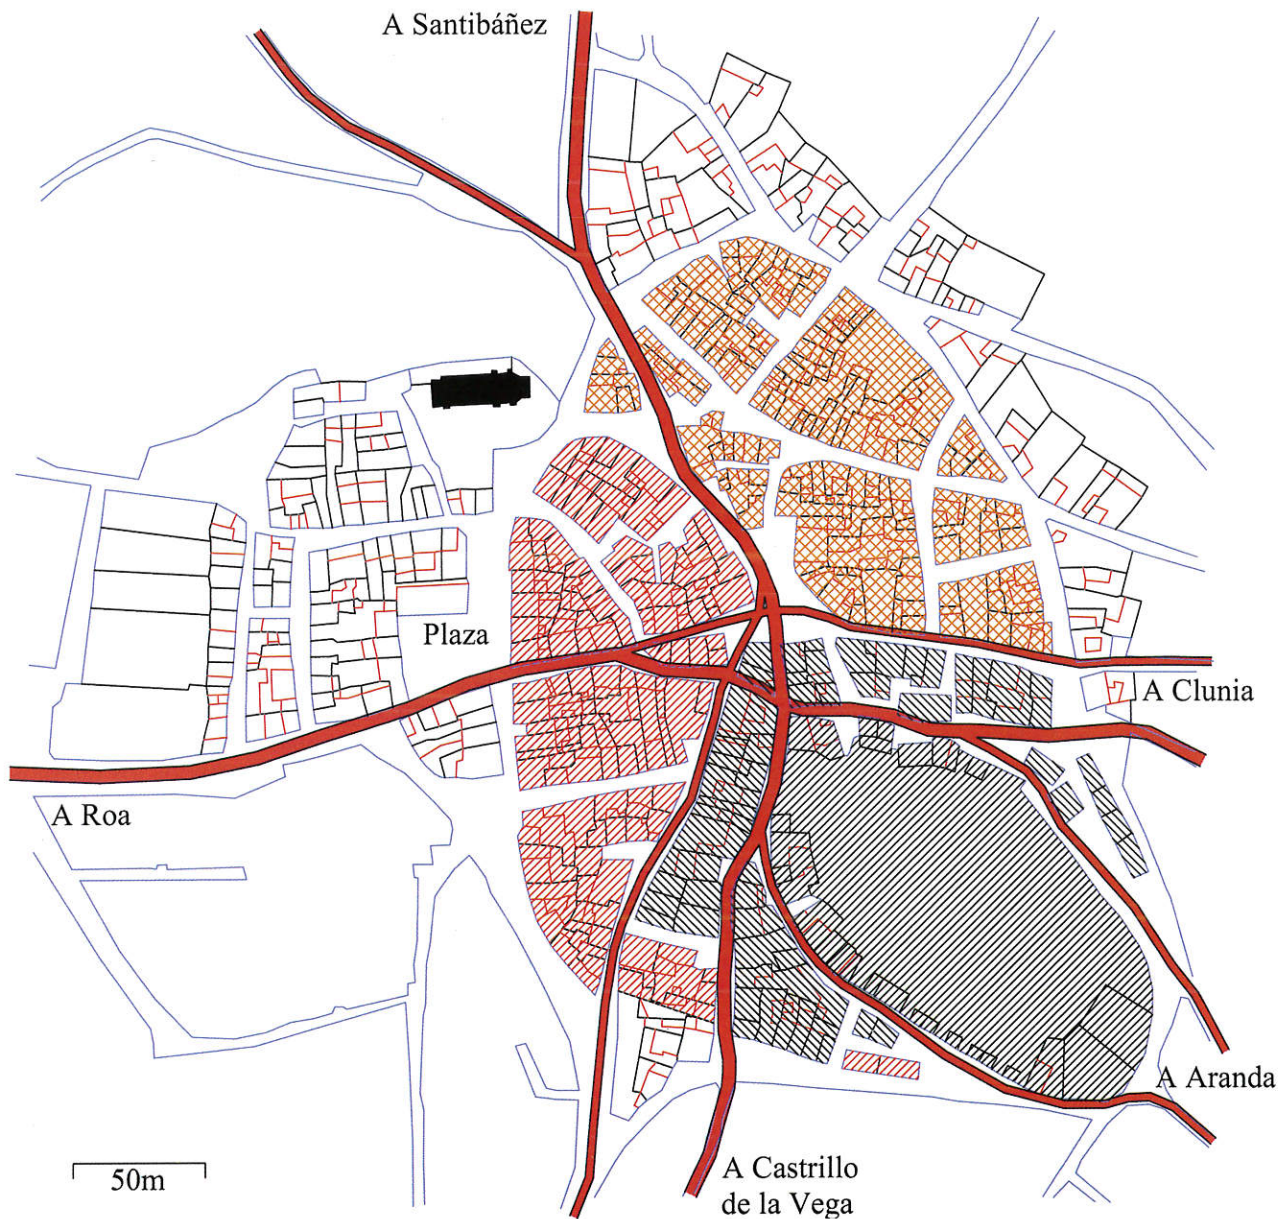 A Santibáñez
Plaza
A Clunia
A Roa
A Aranda
50m
A Castrillo
de la Vega